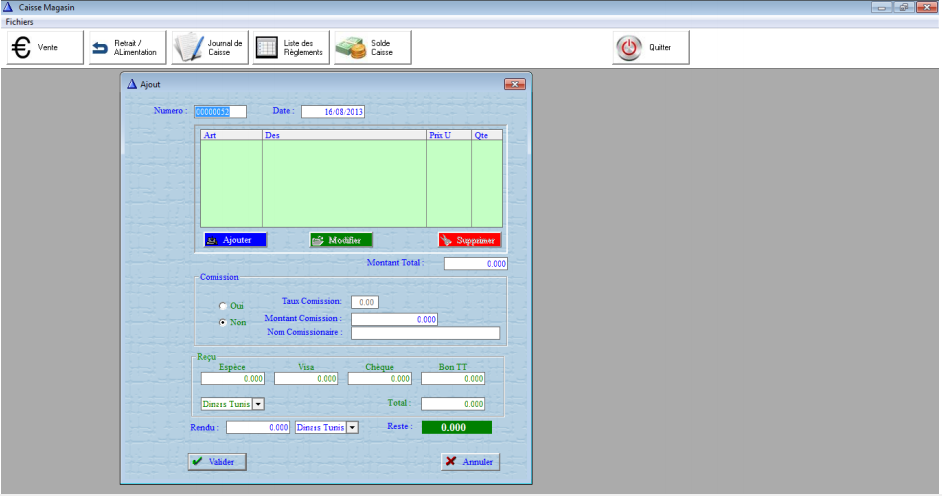 Caisse Magasin
Fichiers
Vente
Retrait / ALimentation
Journal de Caisse
Liste des Règlements
Solde Caisse
Quitter
Ajout
Numero : 00000052 Date : 16/08/2013
Art Des Prix U Qte
Ajouter Modifier Supprimer
Montant Total : 0.000
Comission
Oui Taux Comission: 0.00
Non Montant Comission : 0.000
Nom Comissionaire :
Reçu
Espèce Visa Chèque Bon TT
0.000 0.000 0.000 0.000
Dinars Tunis Total : 0.000
Rendu : 0.000 Dinars Tunis Reste : 0.000
Valider Annuler